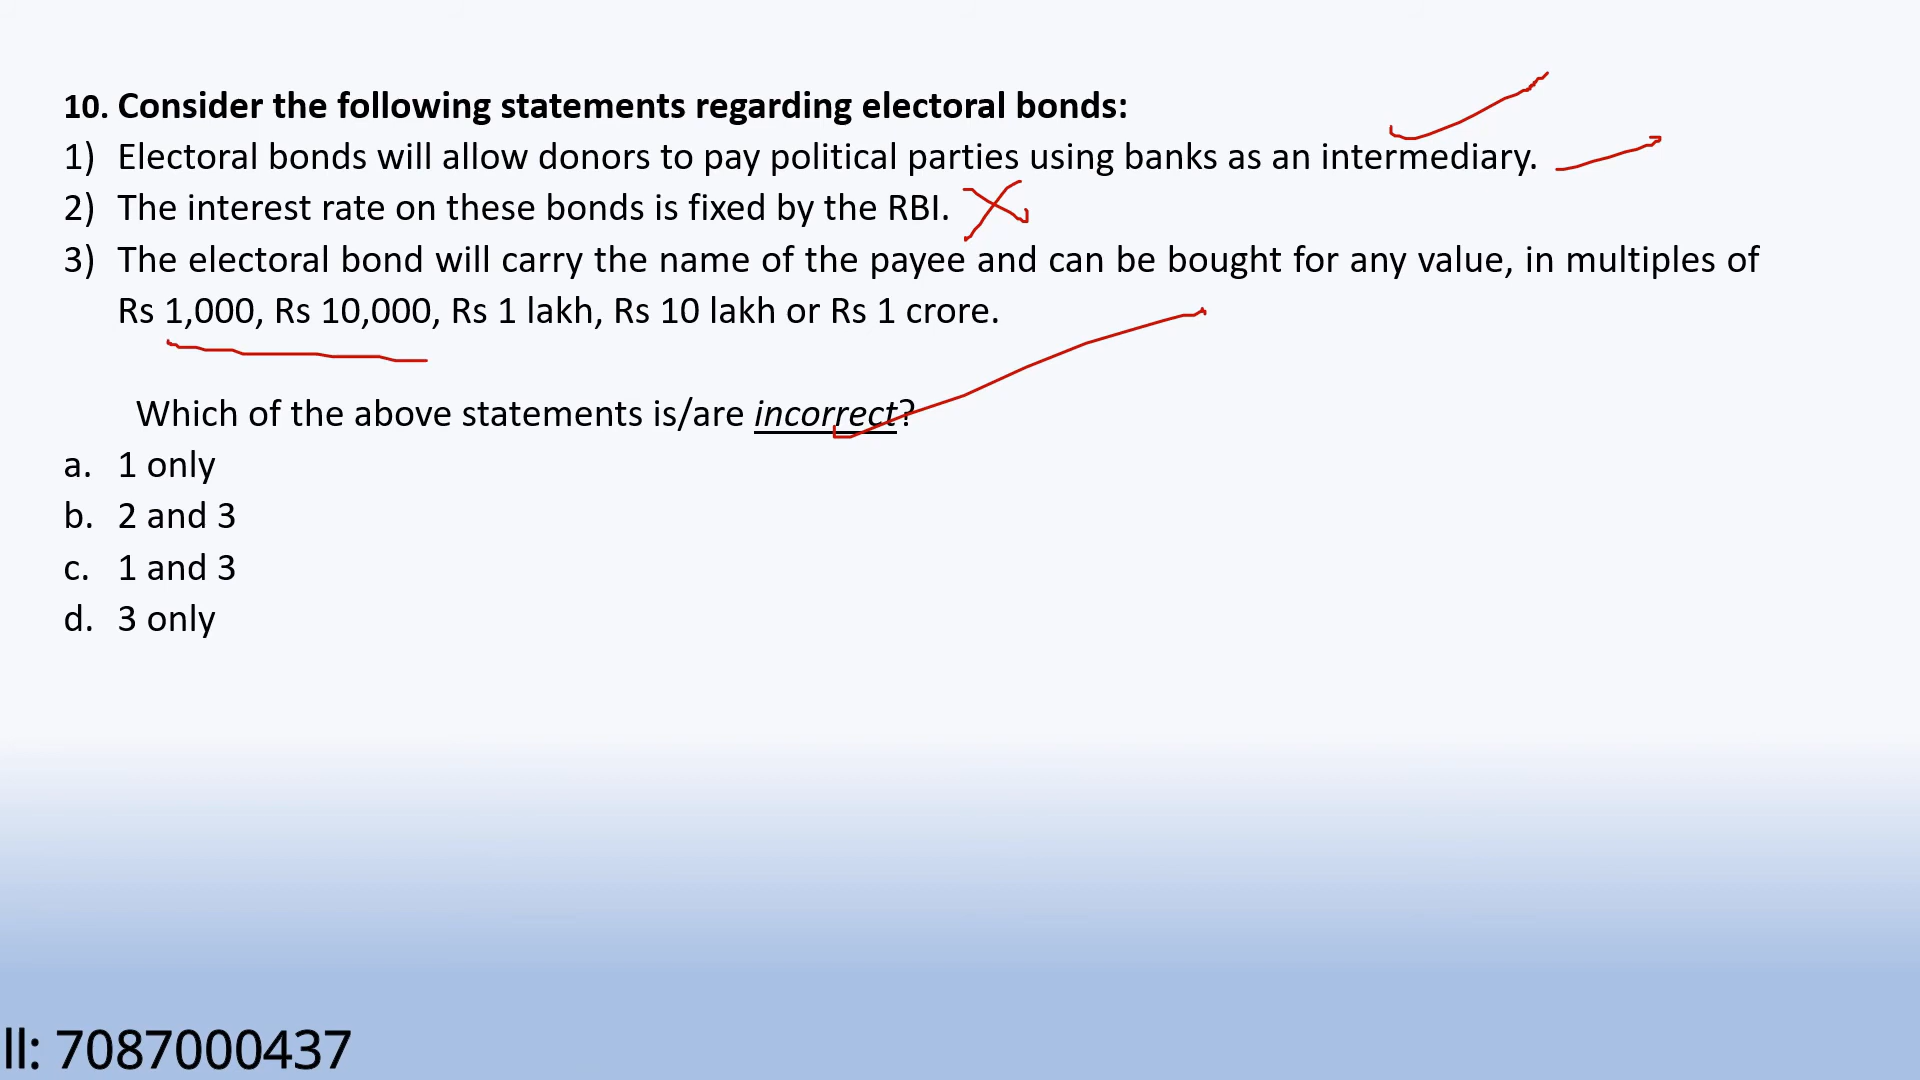 10. Consider the following statements regarding electoral bonds:
1) Electoral bonds will allow donors to pay political parties using banks as an intermediary.
2) The interest rate on these bonds is fixed by the RBI.
3) The electoral bond will carry the name of the payee and can be bought for any value, in multiples of
Rs 1,000, Rs 10,000, Rs 1 lakh, Rs 10 lakh or Rs 1 crore.
Which of the above statements is/are incorrect?
a. 1 only
b. 2 and 3
c. 1 and 3
d. 3 only
ll: 7087000437